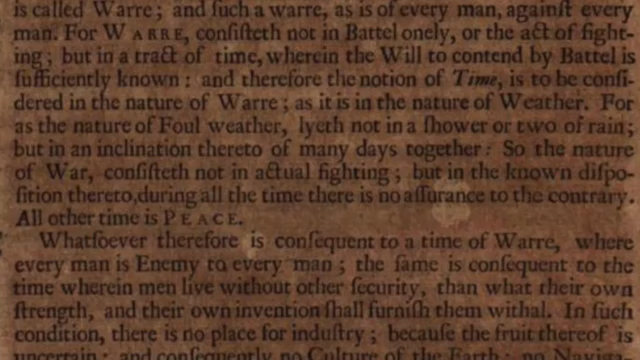 is called Warre; and ſuch a warre, as is of every man, againſt every
man. For WARRE, conſiſteth not in Battel onely, or the act of fight-
ing; but in a tract of time, wherein the Will to contend by Battel is
ſufficiently known: and therefore the notion of Time, is to be conſi-
dered in the nature of Warre; as it is in the nature of Weather. For
as the nature of Foul weather, lyeth not in a ſhower or two of rain;
but in an inclination thereto of many days together: So the nature
of War, conſiſteth not in actual fighting; but in the known diſpo-
ſition thereto, during all the time there is no aſſurance to the contrary.
All other time is PEACE.
Whatſoever therefore is conſequent to a time of Warre, where
every man is Enemy to every man; the ſame is conſequent to the
time wherein men live without other ſecurity, than what their own
ſtrength, and their own invention ſhall furniſh them withal. In ſuch
condition, there is no place for induſtry; becauſe the fruit thereof is
uncertain: and conſequently no Culture of the Earth; no